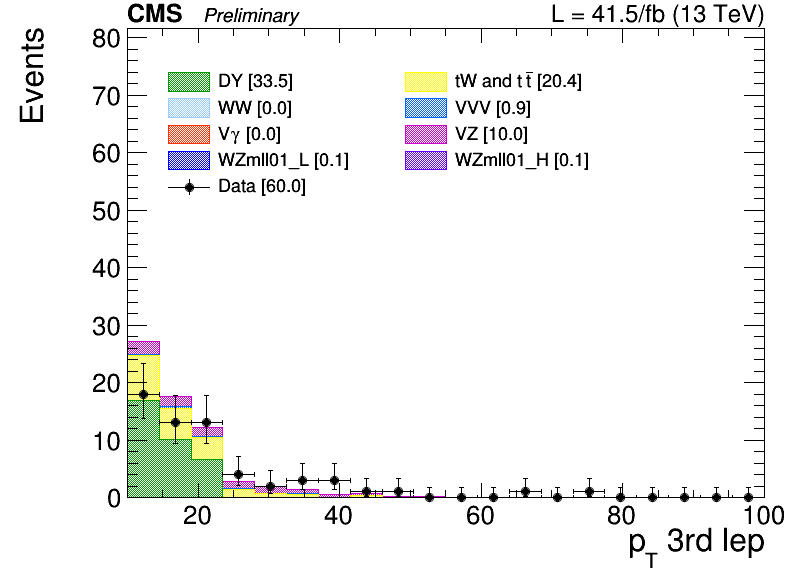 CMS Preliminary L = 41.5/fb (13 TeV)
Events
80
70
60
50
40
30
20
10
0
DY [33.5] tW and t t̄ [20.4]
WW [0.0] VVV [0.9]
Vγ [0.0] VZ [10.0]
WZmll01_L [0.1] WZmll01_H [0.1]
Data [60.0]
20 40 60 80 100
p_T 3rd lep